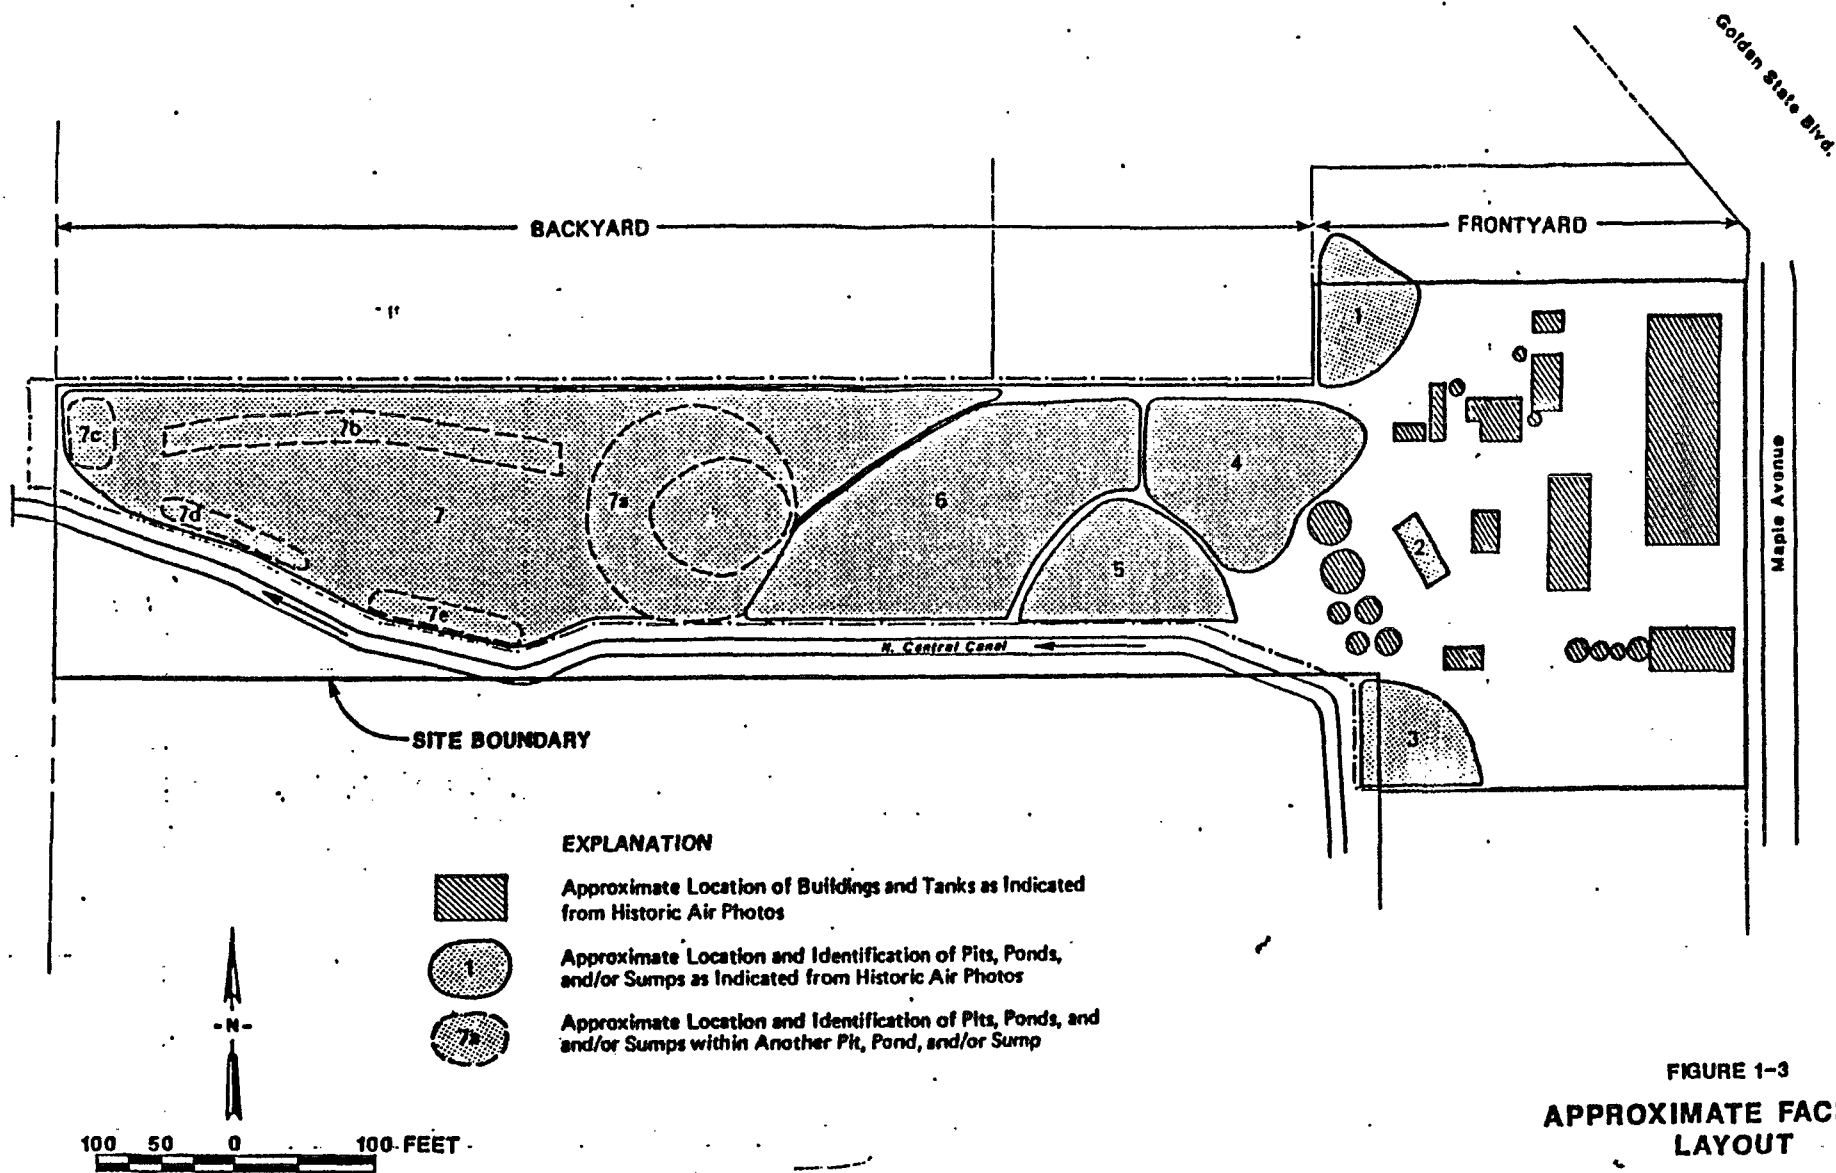 Golden State Blvd.
BACKYARD
FRONTYARD
1
7c
7b
7a
7
7d
7e
6
4
5
2
3
Maple Avenue
N. Central Canal
SITE BOUNDARY
EXPLANATION
Approximate Location of Buildings and Tanks as Indicated
from Historic Air Photos
1
Approximate Location and Identification of Pits, Ponds,
and/or Sumps as Indicated from Historic Air Photos
7a
Approximate Location and Identification of Pits, Ponds, and
and/or Sumps within Another Pit, Pond, and/or Sump
-N-
100 50 0 100 FEET
FIGURE 1-3
APPROXIMATE FAC
LAYOUT